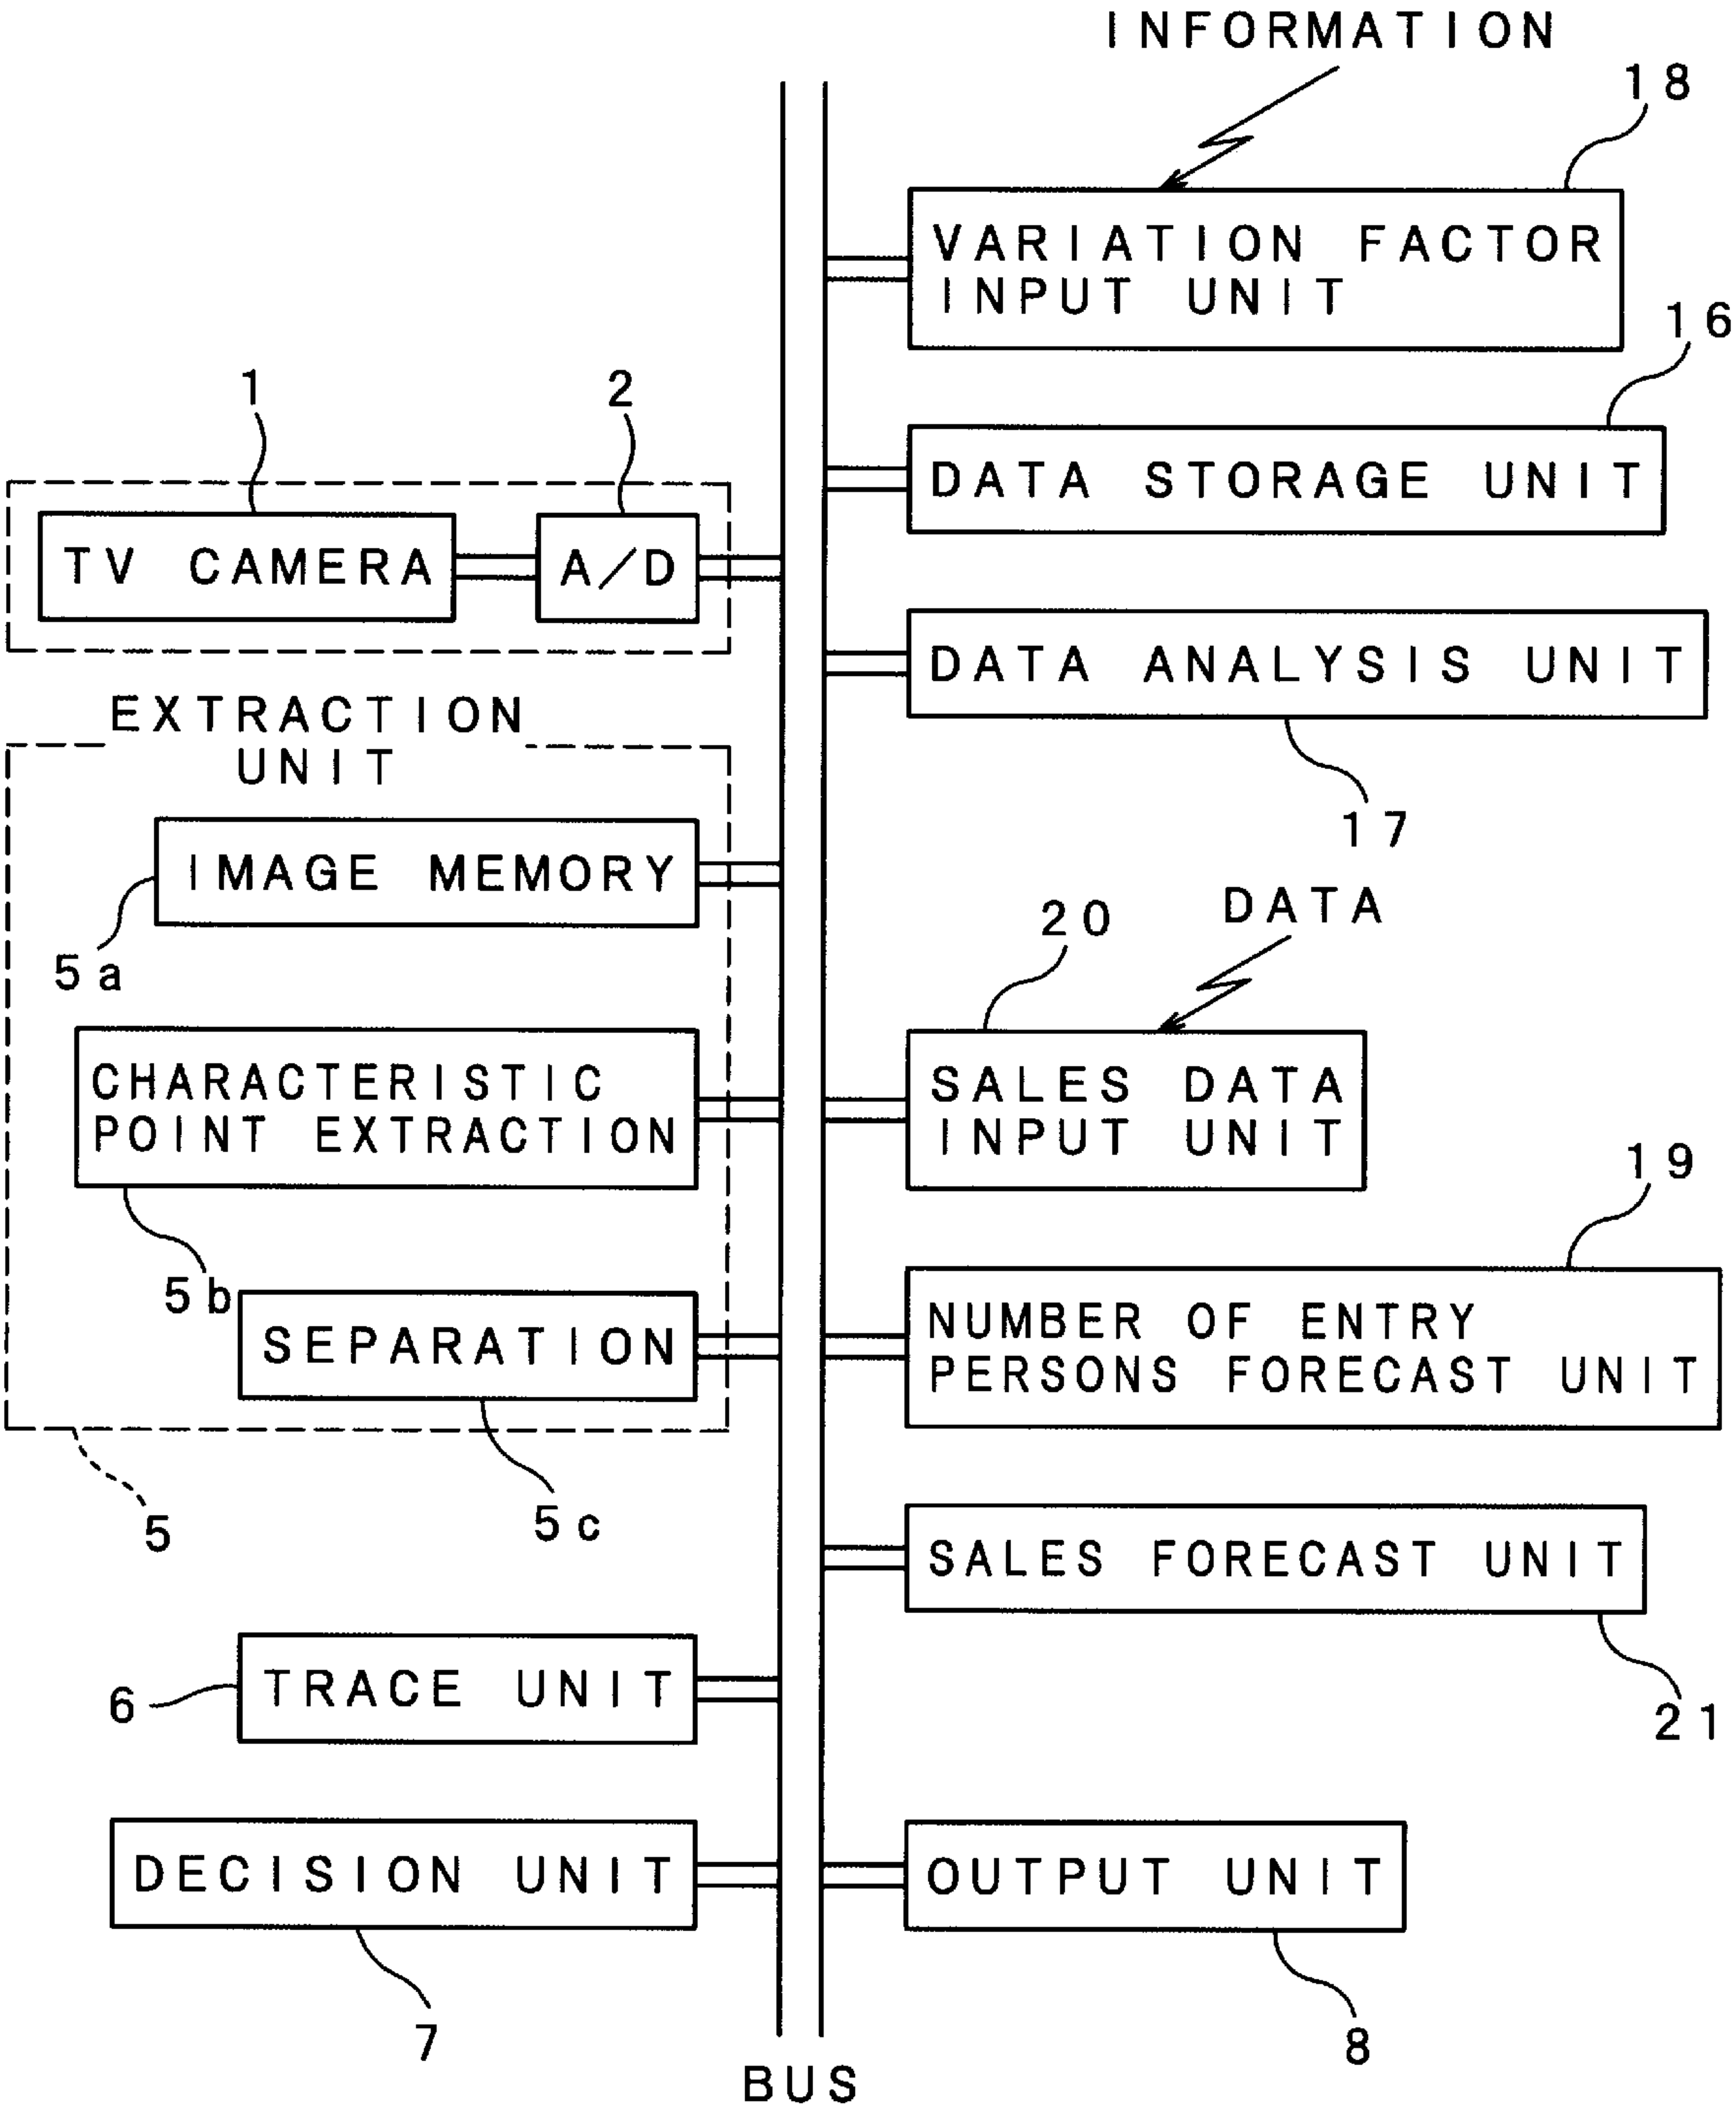 INFORMATION
18
VARIATION FACTOR
INPUT UNIT
16
DATA STORAGE UNIT
1
2
TV CAMERA
A/D
DATA ANALYSIS UNIT
17
EXTRACTION
UNIT
IMAGE MEMORY
5a
CHARACTERISTIC
POINT EXTRACTION
5b
SEPARATION
5c
5
DATA
20
SALES DATA
INPUT UNIT
19
NUMBER OF ENTRY
PERSONS FORECAST UNIT
SALES FORECAST UNIT
21
6
TRACE UNIT
DECISION UNIT
7
OUTPUT UNIT
8
BUS